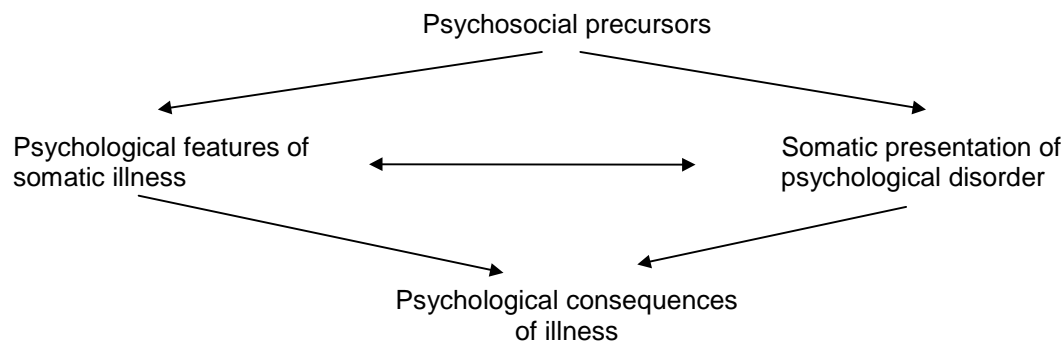 Psychosocial precursors
Psychological features of
somatic illness
Somatic presentation of
psychological disorder
Psychological consequences
of illness